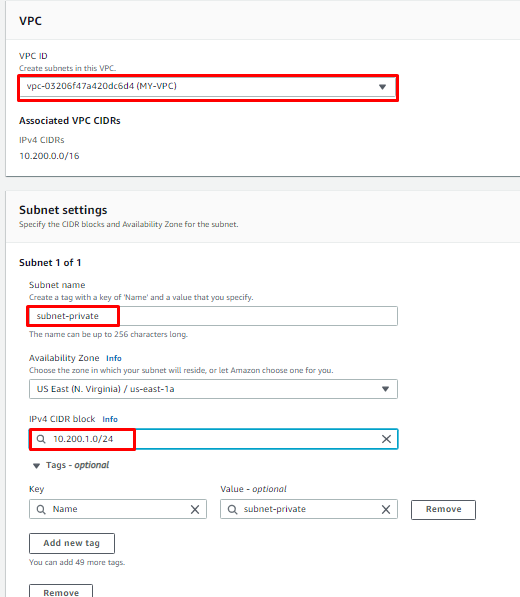 VPC
VPC ID
Create subnets in this VPC.
vpc-03206f47a420dc6d4 (MY-VPC)
Associated VPC CIDRs
IPv4 CIDRs
10.200.0.0/16
Subnet settings
Specify the CIDR blocks and Availability Zone for the subnet.
Subnet 1 of 1
Subnet name
Create a tag with a key of 'Name' and a value that you specify.
subnet-private
The name can be up to 256 characters long.
Availability Zone Info
Choose the zone in which your subnet will reside, or let Amazon choose one for you.
US East (N. Virginia) / us-east-1a
IPv4 CIDR block Info
10.200.1.0/24
Tags - optional
Key Value - optional
Name subnet-private Remove
Add new tag
You can add 49 more tags.
Remove